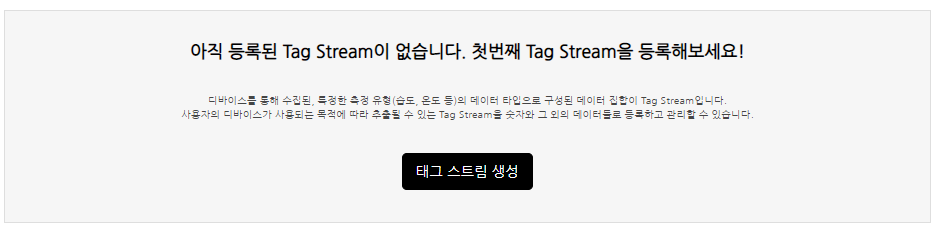 아직 등록된 Tag Stream이 없습니다. 첫번째 Tag Stream을 등록해보세요!
디바이스를 통해 수집된, 특정한 측정 유형(습도, 온도 등)의 데이터 타입으로 구성된 데이터 집합이 Tag Stream입니다.
사용자의 디바이스가 사용되는 목적에 따라 추출될 수 있는 Tag Stream을 숫자와 그 외의 데이터들로 등록하고 관리할 수 있습니다.
태그 스트림 생성